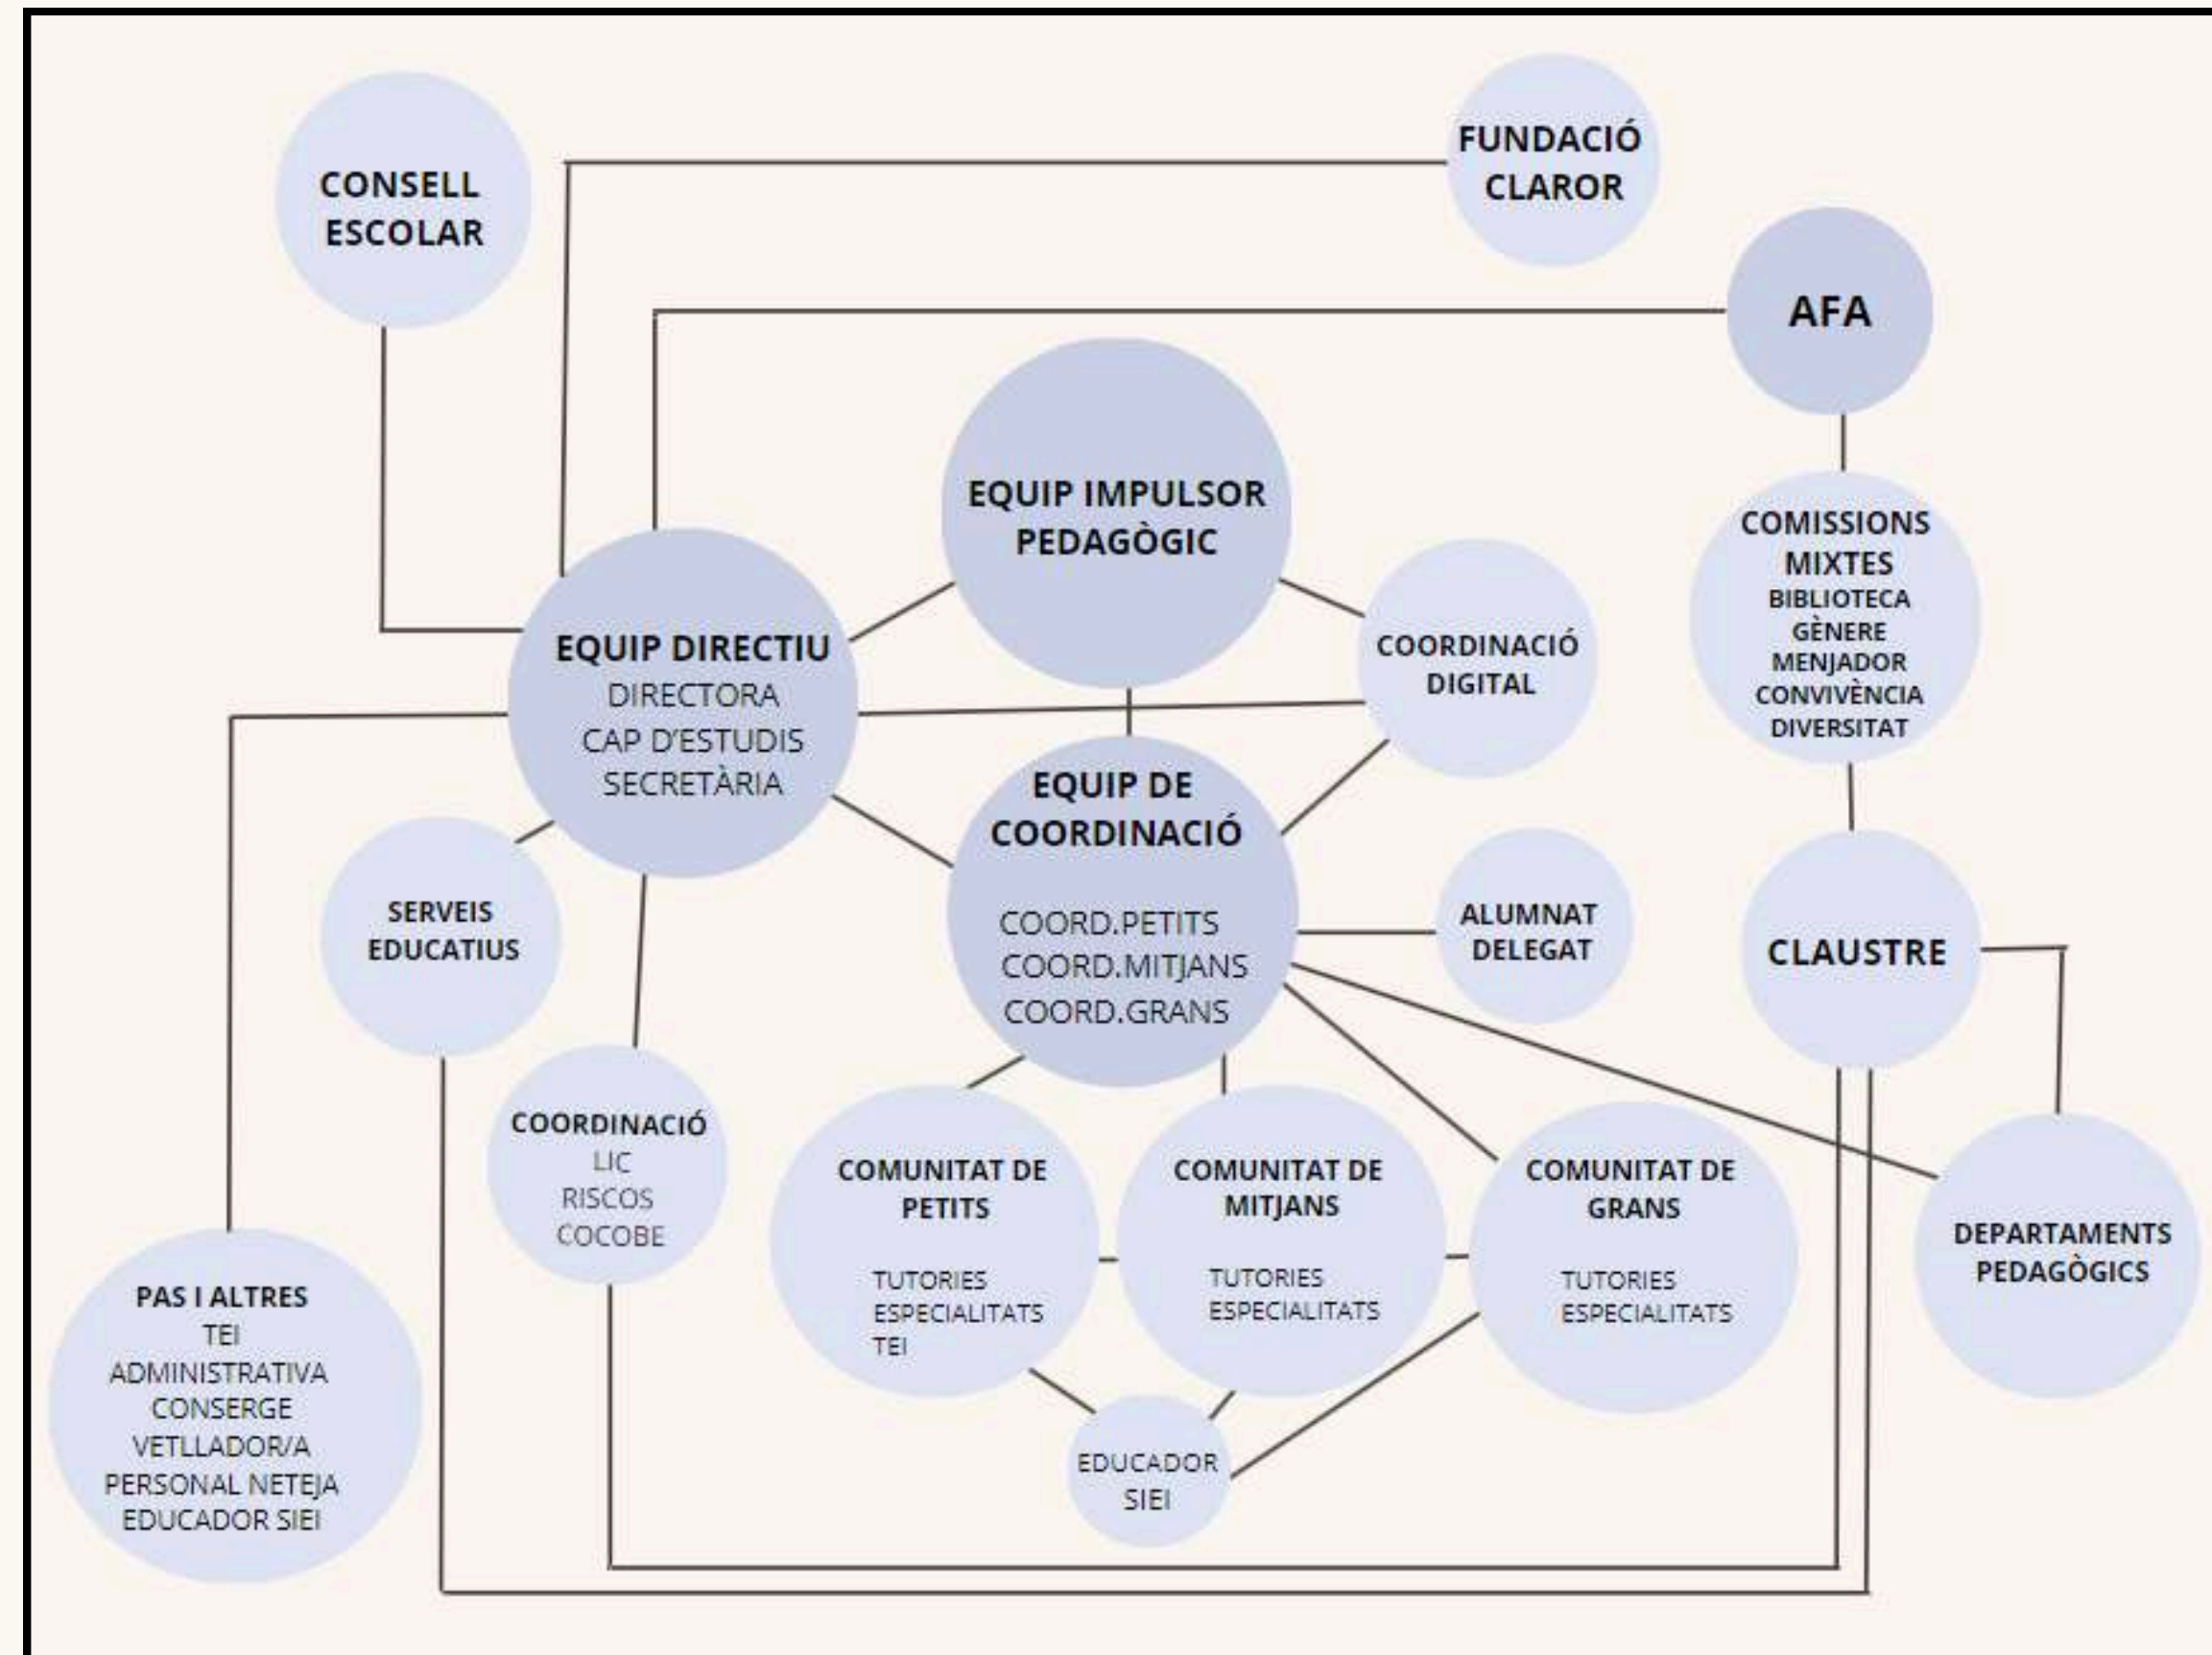 CONSELL
ESCOLAR
FUNDACIÓ
CLAROR
AFA
EQUIP IMPULSOR
PEDAGÒGIC
COMISSIONS
MIXTES
BIBLIOTECA
GÈNERE
MENJADOR
CONVIVÈNCIA
DIVERSITAT
EQUIP DIRECTIU
DIRECTORA
CAP D'ESTUDIS
SECRETÀRIA
COORDINACIÓ
DIGITAL
EQUIP DE
COORDINACIÓ
COORD.PETITS
COORD.MITJANS
COORD.GRANS
SERVEIS
EDUCATIUS
ALUMNAT
DELEGAT
CLAUSTRE
COORDINACIÓ
LIC
RISCOS
COCOBE
COMUNITAT DE
PETITS
TUTORIES
ESPECIALITATS
TEI
COMUNITAT DE
MITJANS
TUTORIES
ESPECIALITATS
COMUNITAT DE
GRANS
TUTORIES
ESPECIALITATS
DEPARTAMENTS
PEDAGÒGICS
PAS I ALTRES
TEI
ADMINISTRATIVA
CONSERGE
VETLLADOR/A
PERSONAL NETEJA
EDUCADOR SIEI
EDUCADOR
SIEI